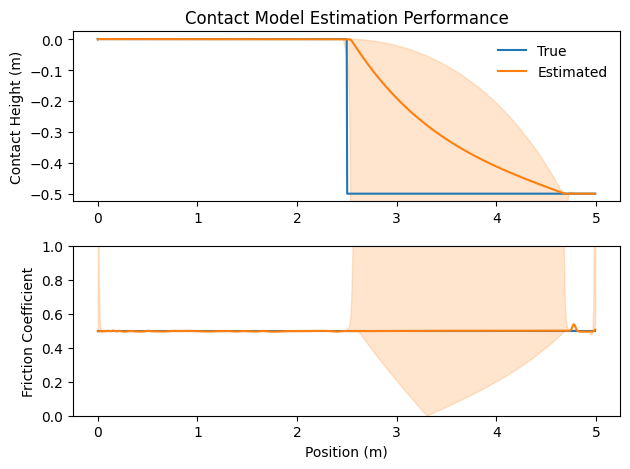 Contact Model Estimation Performance
Contact Height (m)
0.0
−0.1
−0.2
−0.3
−0.4
−0.5
True
Estimated
0 1 2 3 4 5
Friction Coefficient
1.0
0.8
0.6
0.4
0.2
0.0
0 1 2 3 4 5
Position (m)